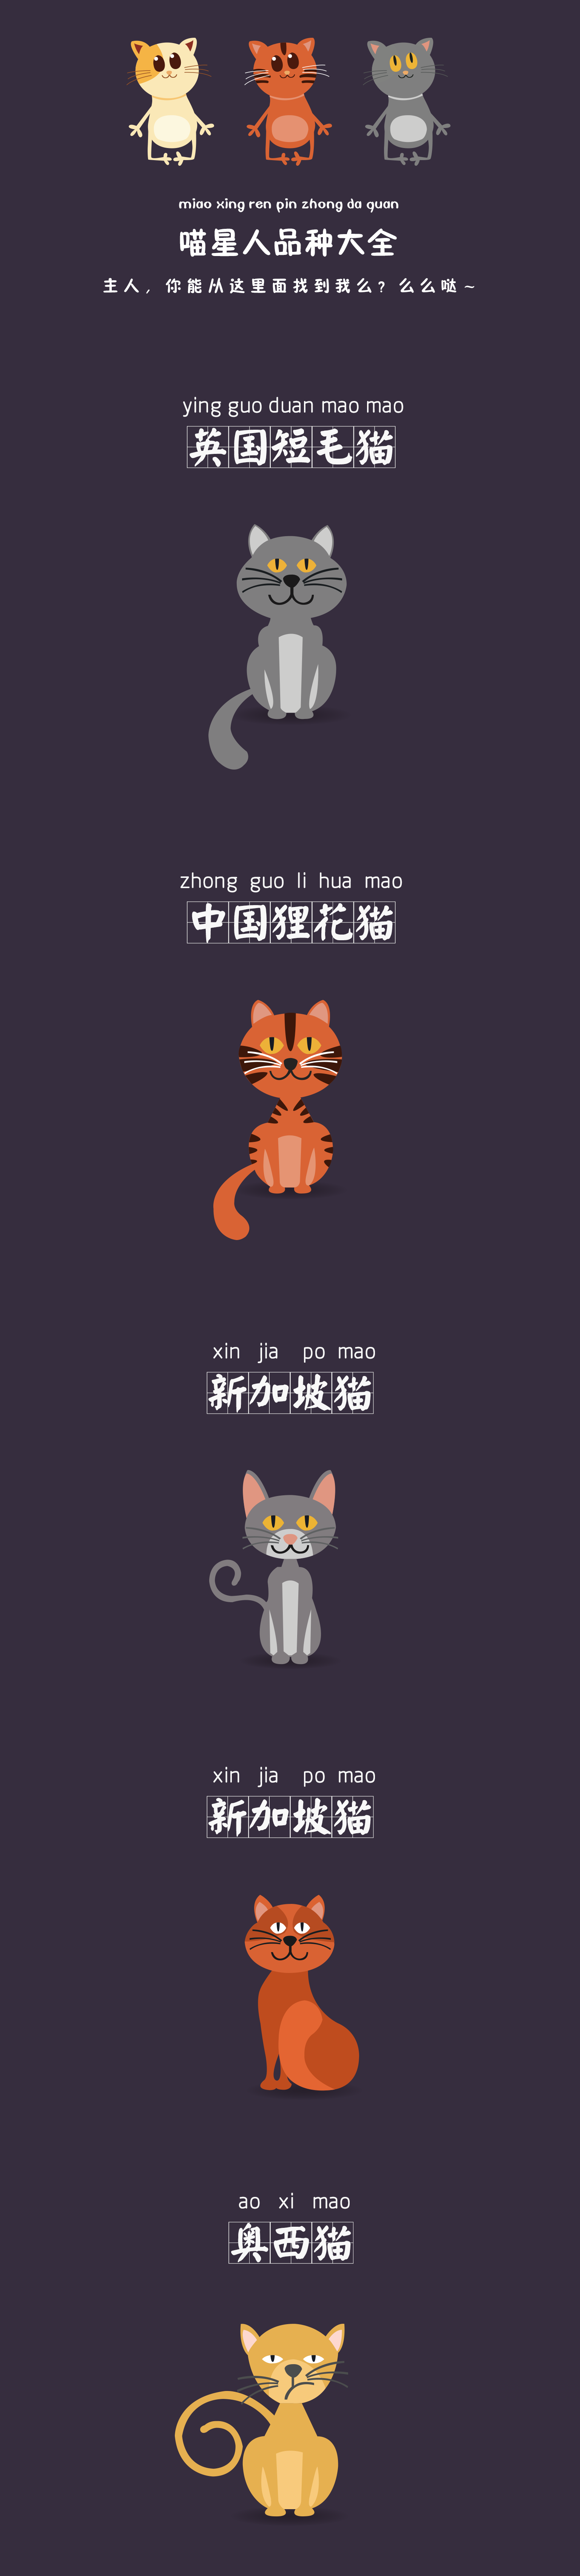 miao xing ren pin zhong da quan
喵星人品种大全
主人，你能从这里面找到我么？么么哒～
ying guo duan mao mao
英国短毛猫
zhong guo li hua mao
中国狸花猫
xin jia po mao
新加坡猫
xin jia po mao
新加坡猫
ao xi mao
奥西猫